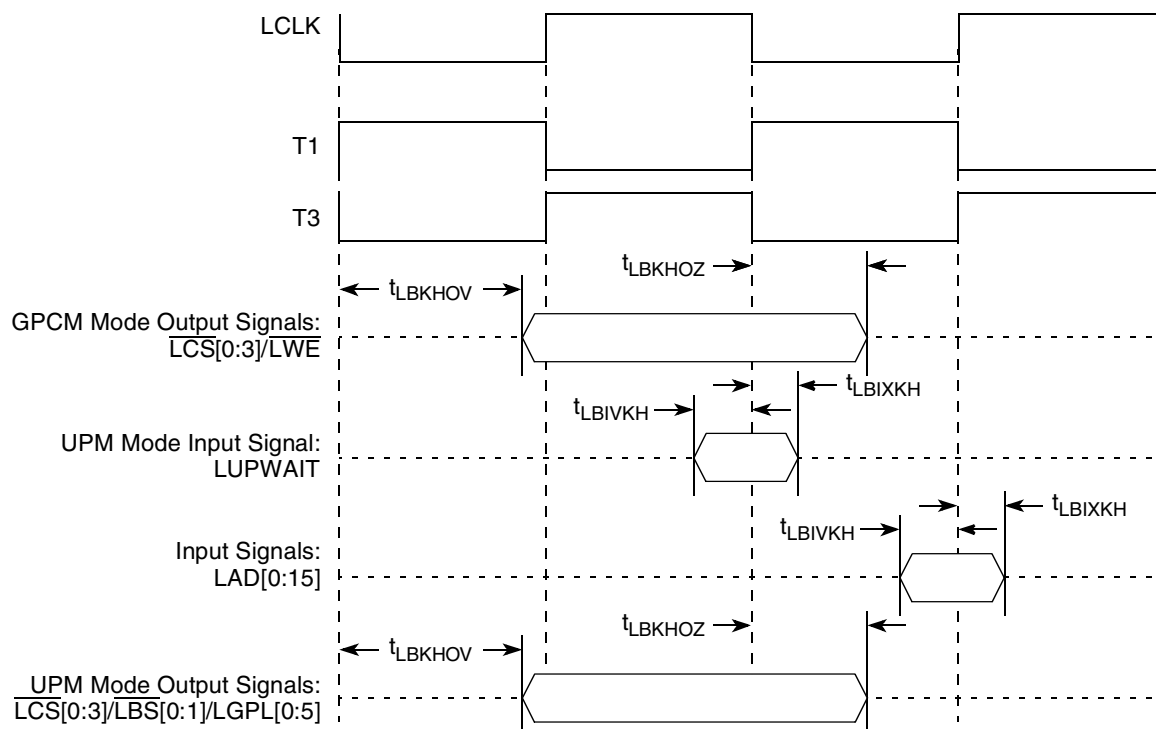 LCLK
T1
T3
tLBKHOZ
tLBKHOV
GPCM Mode Output Signals:
LCS[0:3]/LWE
tLBIXKH
tLBIVKH
UPM Mode Input Signal:
LUPWAIT
tLBIXKH
tLBIVKH
Input Signals:
LAD[0:15]
tLBKHOZ
tLBKHOV
UPM Mode Output Signals:
LCS[0:3]/LBS[0:1]/LGPL[0:5]